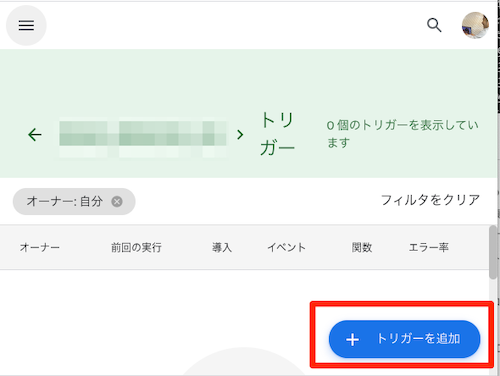 トリ
ガー
0 個のトリガーを表示してい
ます
オーナー: 自分
フィルタをクリア
オーナー 前回の実行 導入 イベント 関数 エラー率
トリガーを追加